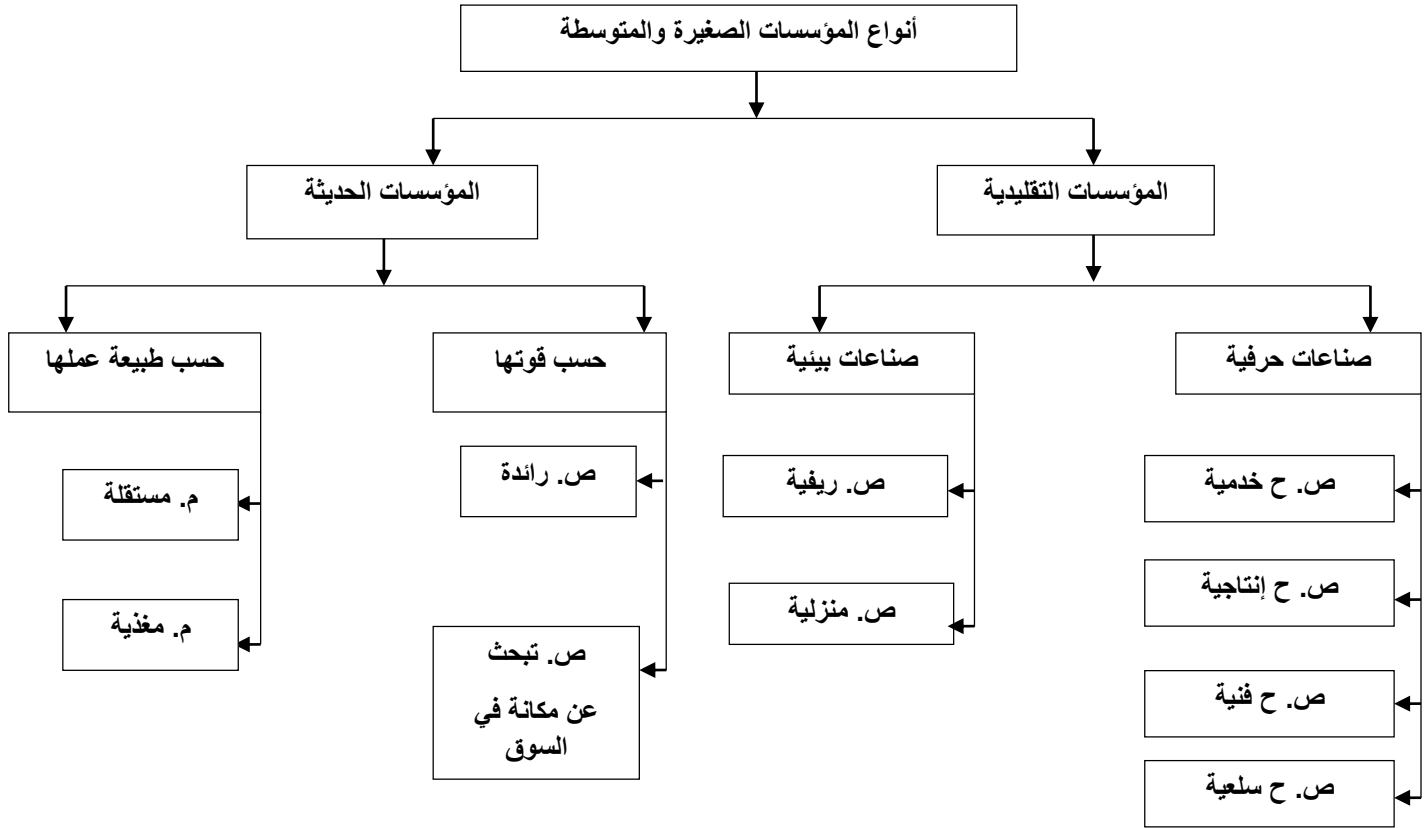 أنواع المؤسسات الصغيرة والمتوسطة
المؤسسات التقليدية
المؤسسات الحديثة
صناعات حرفية
صناعات بيئية
حسب قوتها
حسب طبيعة عملها
ص. ح خدمية
ص. ح إنتاجية
ص. ح فنية
ص. ح سلعية
ص. ريفية
ص. منزلية
ص. رائدة
ص. تبحث
عن مكانة في
السوق
م. مستقلة
م. مغذية